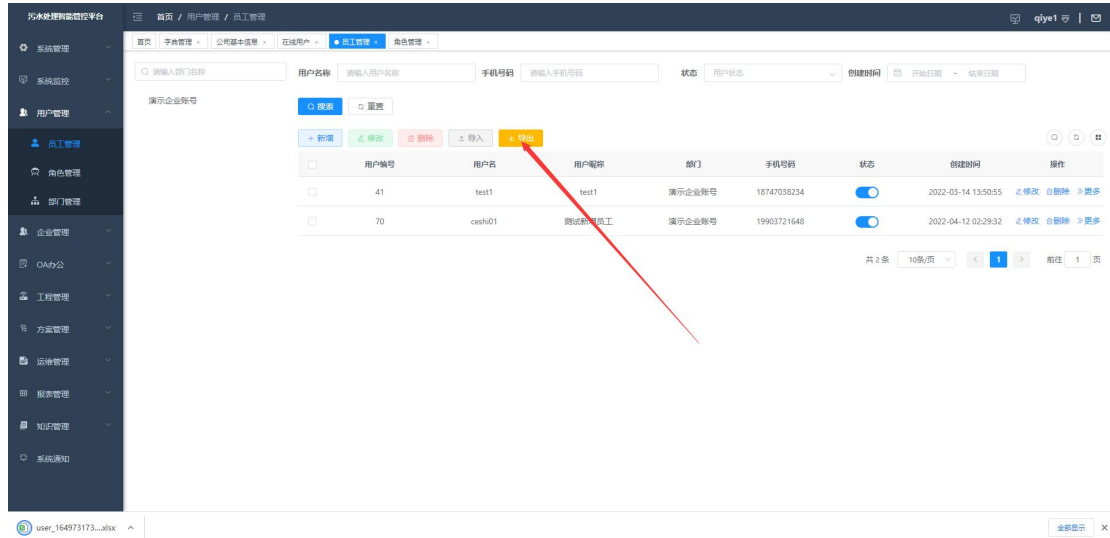 污水处理智能管控平台
首页 / 用户管理 / 员工管理
qiye1
首页 字典管理 × 公司基本信息 × 在线用户 × 员工管理 × 角色管理 ×
系统管理
系统监控
用户管理
员工管理
角色管理
部门管理
企业管理
OA办公
工程管理
方案管理
运维管理
报表管理
知识管理
系统通知
请输入部门名称
演示企业账号
用户名称 请输入用户名称 手机号码 请输入手机号码 状态 用户状态 创建时间 开始日期 - 结束日期
搜索 重置
+ 新增 修改 删除 导入 导出
用户编号 用户名 用户昵称 部门 手机号码 状态 创建时间 操作
41 test1 test1 演示企业账号 18747038234 2022-03-14 13:50:55 修改 删除 更多
70 ceshi01 测试新增员工 演示企业账号 19903721648 2022-04-12 02:29:32 修改 删除 更多
共 2 条 10条/页 < 1 > 前往 1 页
user_164973173....xlsx 全部显示 ×